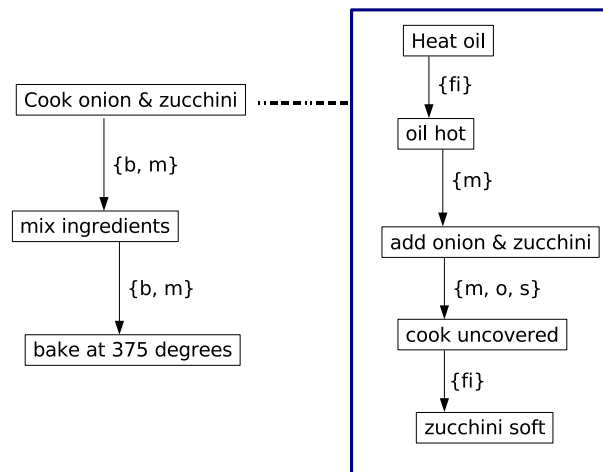 Cook onion & zucchini
{b, m}
mix ingredients
{b, m}
bake at 375 degrees
Heat oil
{fi}
oil hot
{m}
add onion & zucchini
{m, o, s}
cook uncovered
{fi}
zucchini soft